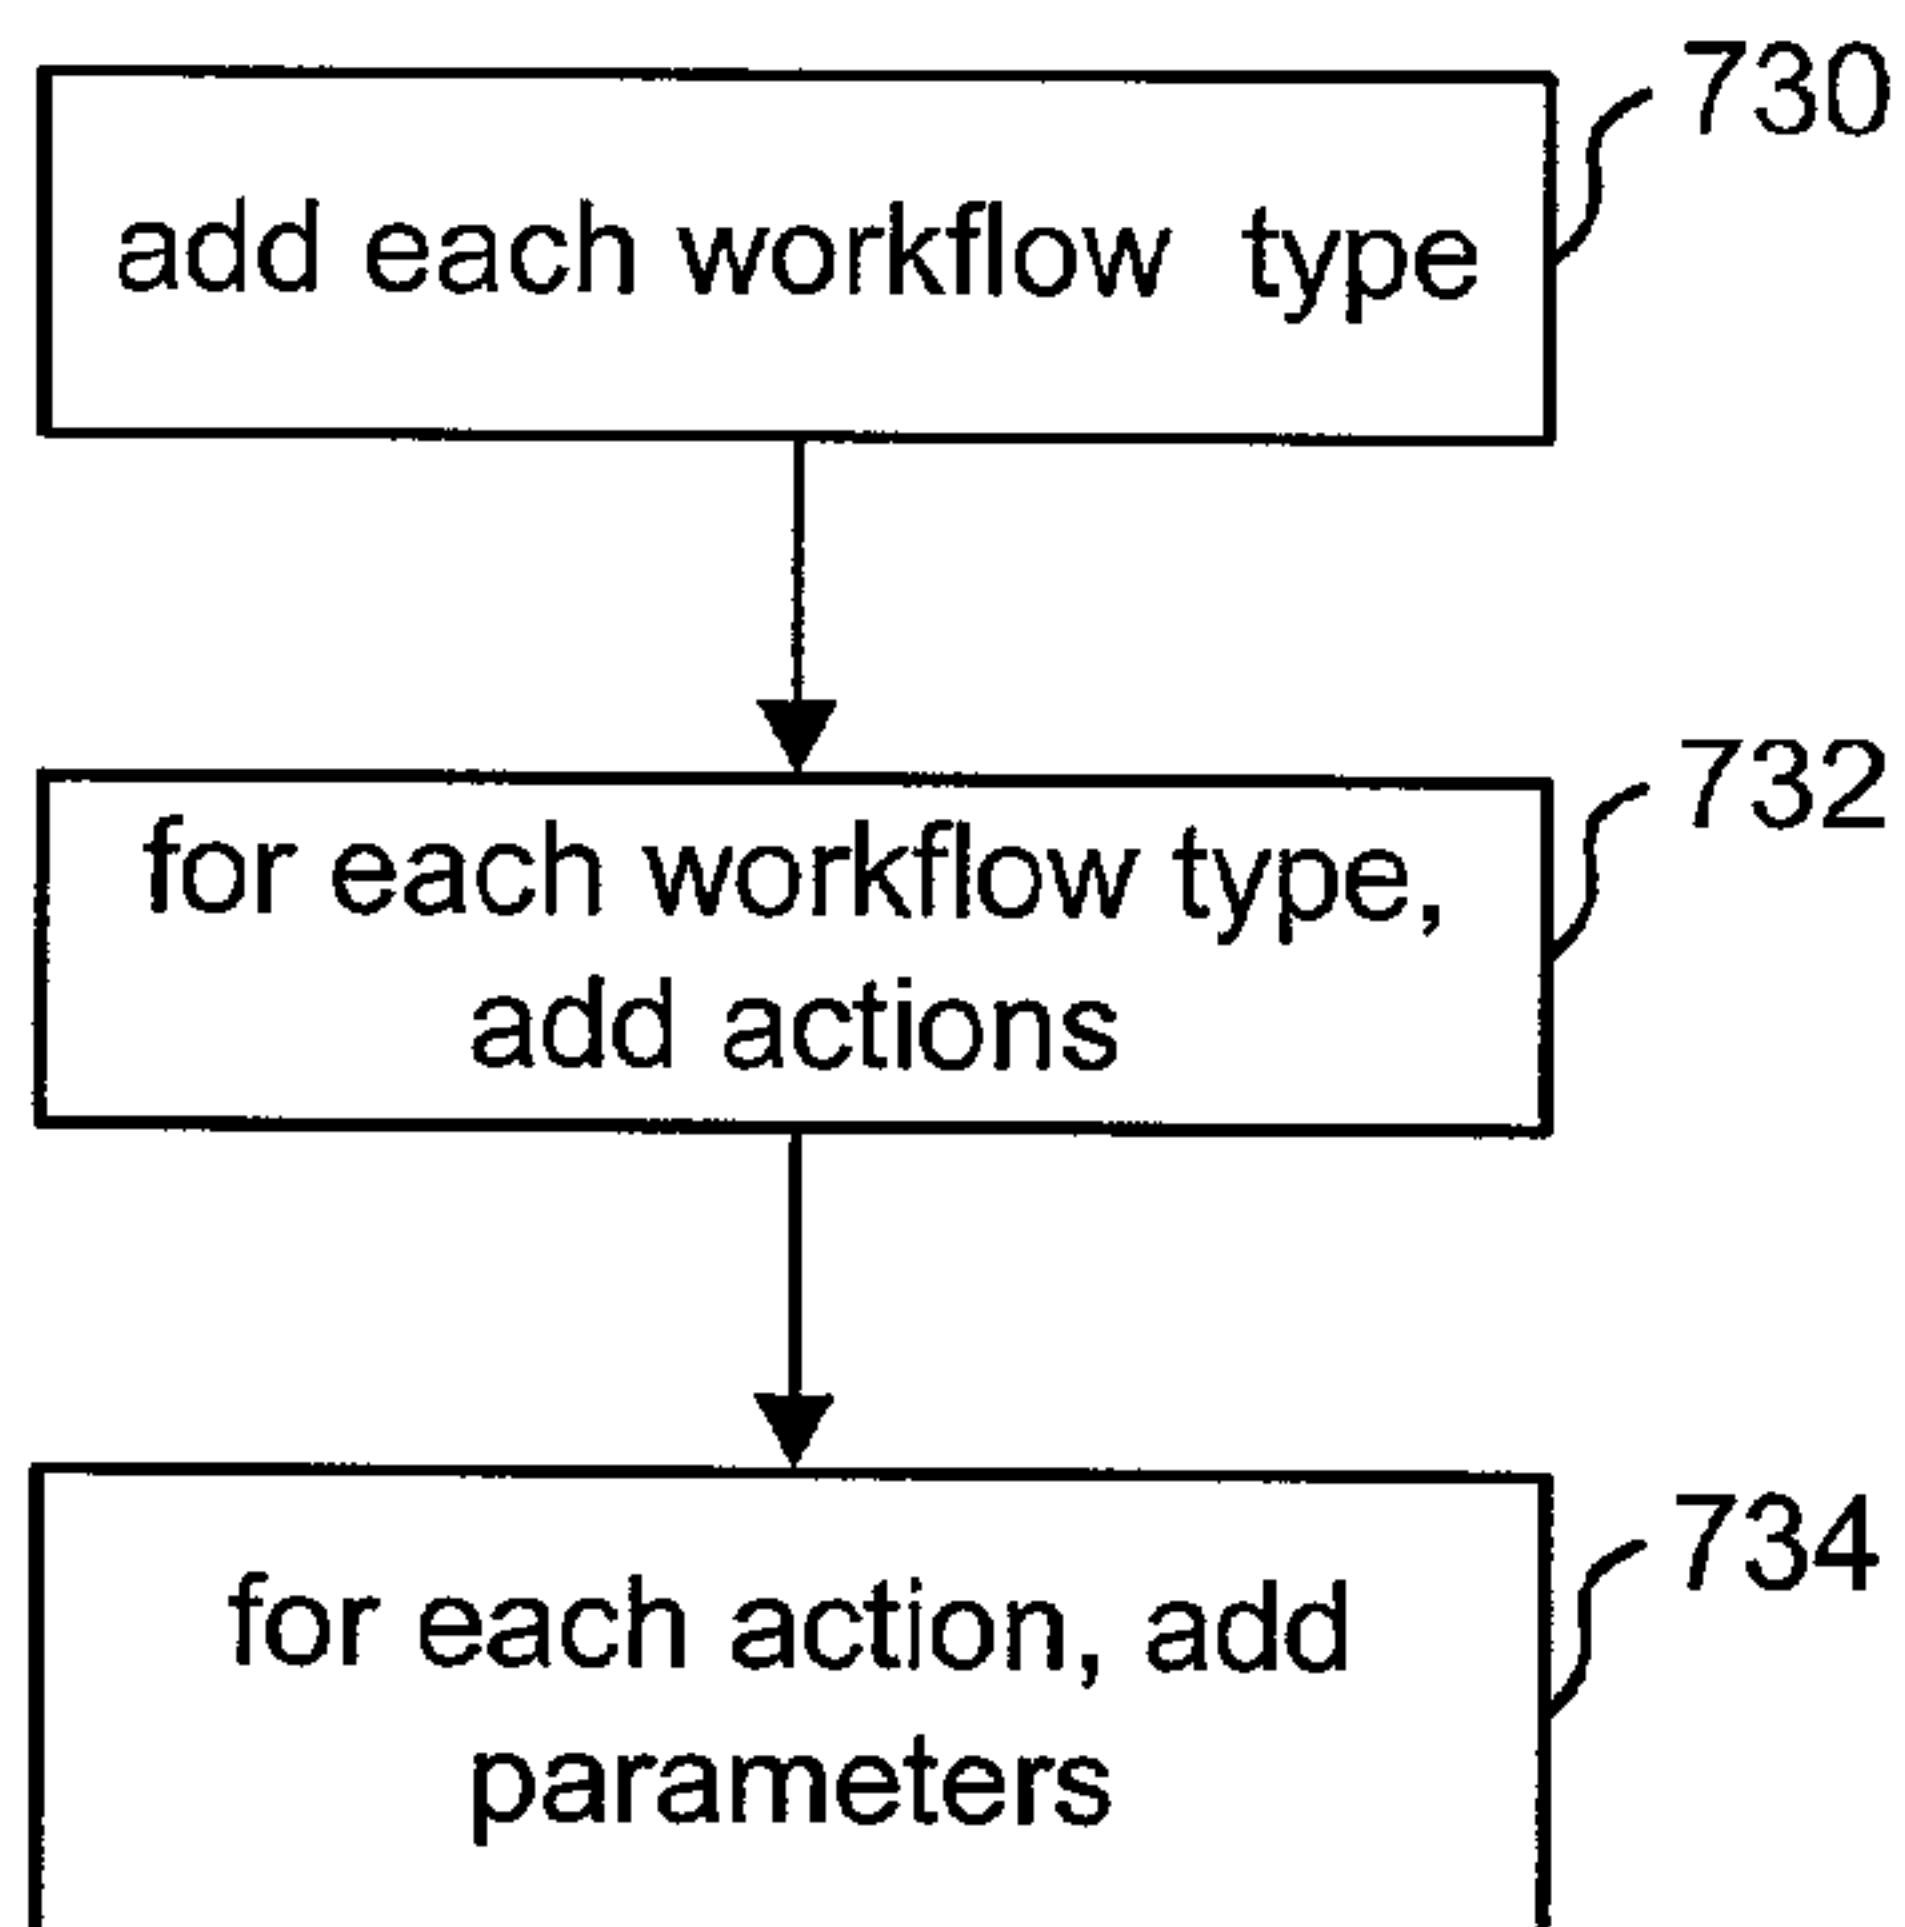 730
add each workflow type
732
for each workflow type,
add actions
734
for each action, add
parameters